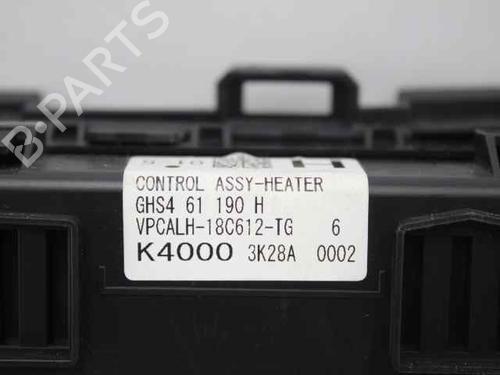 B-PARTS
CONTROL ASSY-HEATER
GHS4 61 190 H
VPCALH-18C612-TG 6
K4000 3K28A 0002